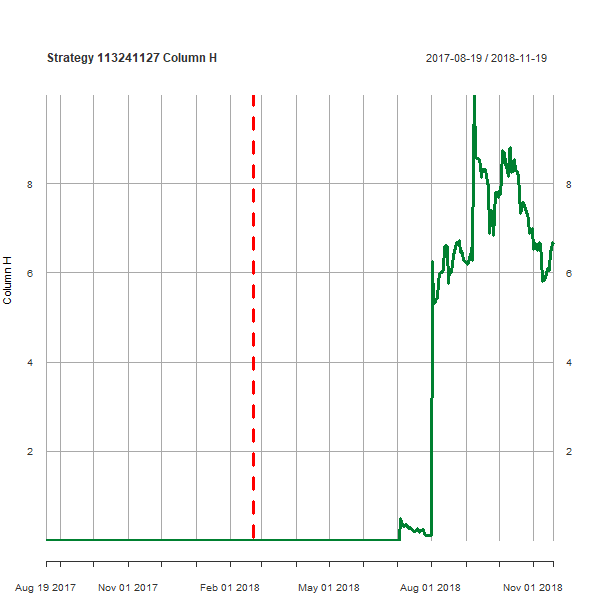 Strategy 113241127 Column H 2017-08-19 / 2018-11-19
8 8
6 6
Column H
4 4
2 2
Aug 19 2017 Nov 01 2017 Feb 01 2018 May 01 2018 Aug 01 2018 Nov 01 2018